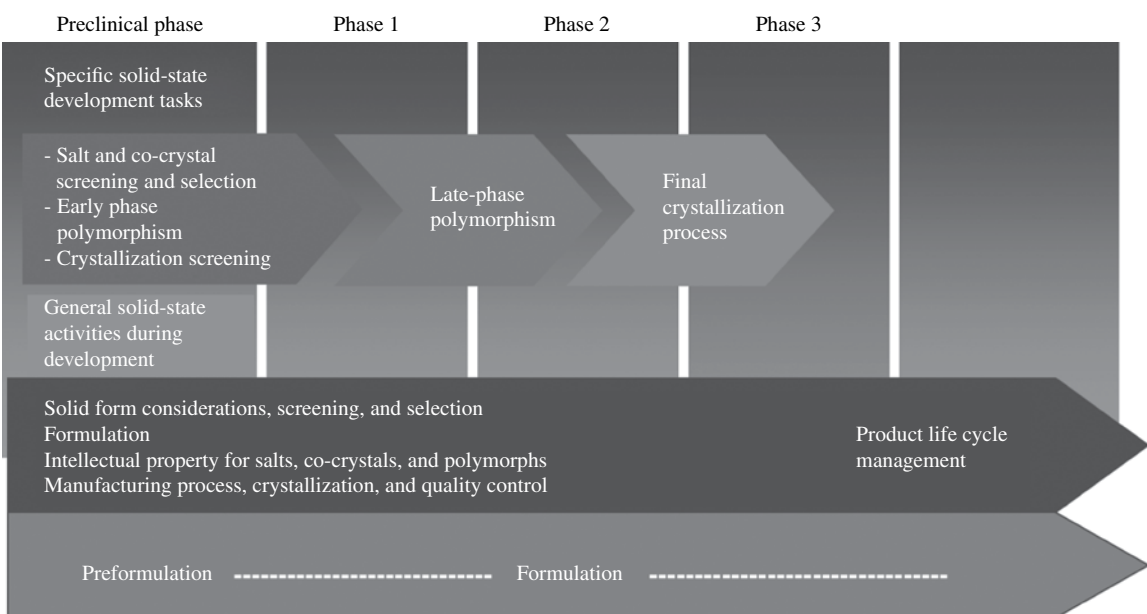 Preclinical phase
Phase 1
Phase 2
Phase 3
Specific solid-state
development tasks
- Salt and co-crystal
screening and selection
- Early phase
polymorphism
- Crystallization screening
Late-phase
polymorphism
Final
crystallization
process
General solid-state
activities during
development
Solid form considerations, screening, and selection
Formulation
Intellectual property for salts, co-crystals, and polymorphs
Manufacturing process, crystallization, and quality control
Product life cycle
management
Preformulation
Formulation